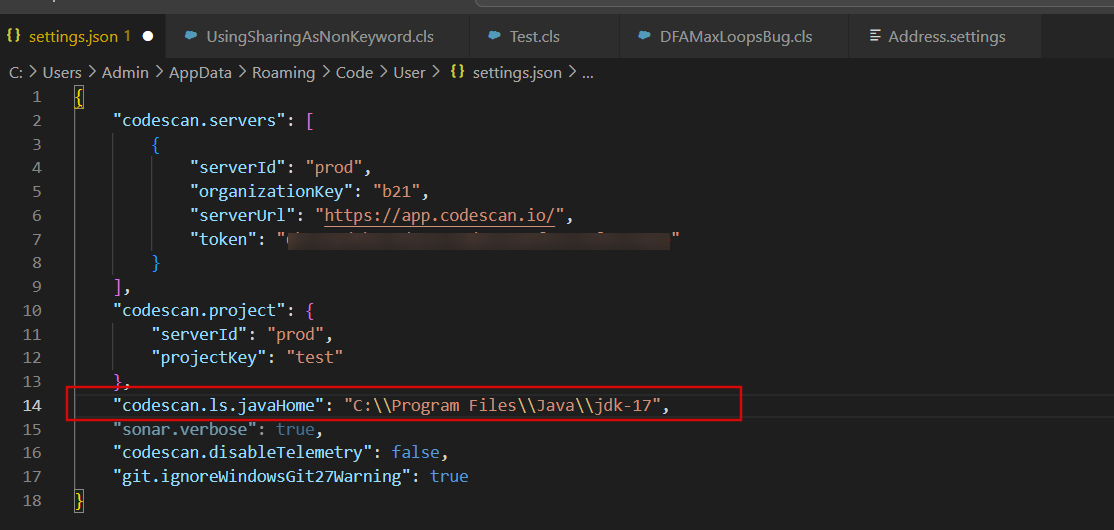 {} settings.json 1 ●
UsingSharingAsNonKeyword.cls
Test.cls
DFAMaxLoopsBug.cls
Address.settings
C: > Users > Admin > AppData > Roaming > Code > User > {} settings.json > ...
1 {
2 "codescan.servers": [
3 {
4 "serverId": "prod",
5 "organizationKey": "b21",
6 "serverUrl": "https://app.codescan.io/",
7 "token": " "
8 }
9 ],
10 "codescan.project": {
11 "serverId": "prod",
12 "projectKey": "test"
13 },
14 "codescan.ls.javaHome": "C:\\Program Files\\Java\\jdk-17",
15 "sonar.verbose": true,
16 "codescan.disableTelemetry": false,
17 "git.ignoreWindowsGit27Warning": true
18 }